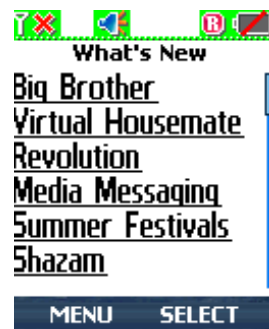 R
What's New
Big Brother
Virtual Housemate
Revolution
Media Messaging
Summer Festivals
Shazam
MENU SELECT